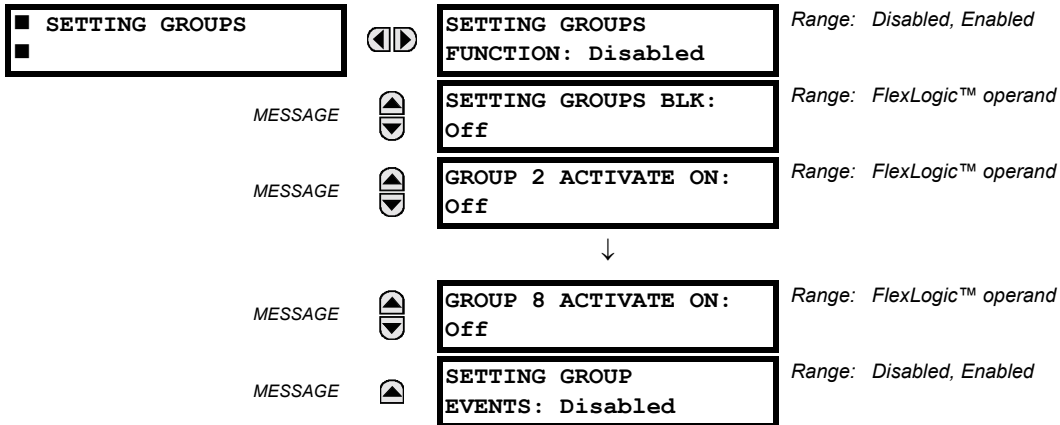 ■ SETTING GROUPS
■
SETTING GROUPS
FUNCTION: Disabled
Range: Disabled, Enabled
MESSAGE
SETTING GROUPS BLK:
Off
Range: FlexLogic™ operand
MESSAGE
GROUP 2 ACTIVATE ON:
Off
Range: FlexLogic™ operand
↓
MESSAGE
GROUP 8 ACTIVATE ON:
Off
Range: FlexLogic™ operand
MESSAGE
SETTING GROUP
EVENTS: Disabled
Range: Disabled, Enabled